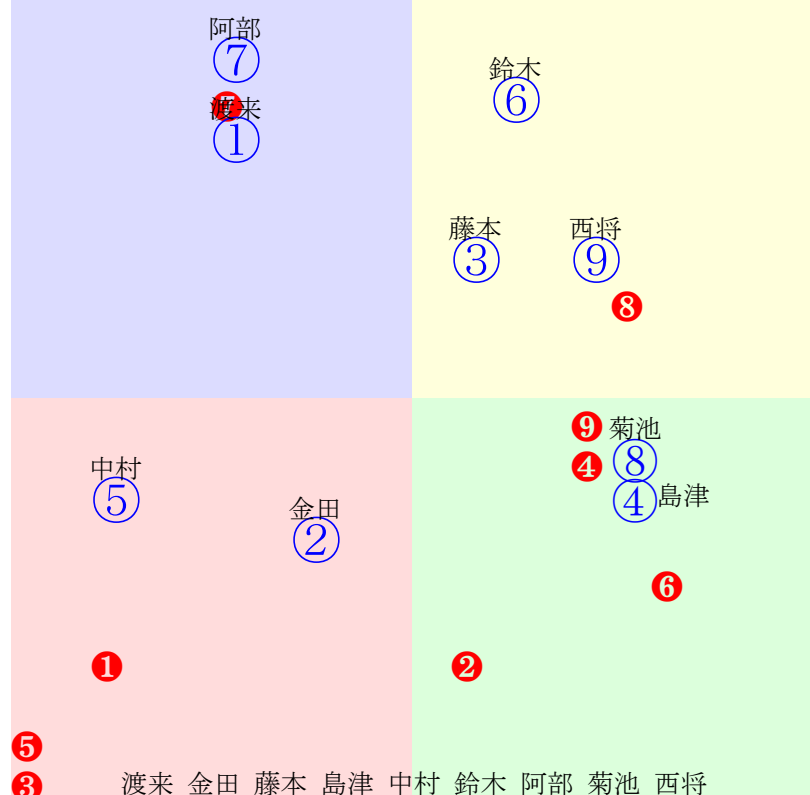 阿部
⑦
鈴木
⑥
渡来
①
藤本
③
西将
⑨
❽
❾
菊池
⑧
❹
中村
⑤
島津
④
金田
②
❻
❶
❷
❺
❸
渡来 金田 藤本 島津 中村 鈴木 阿部 菊池 西将